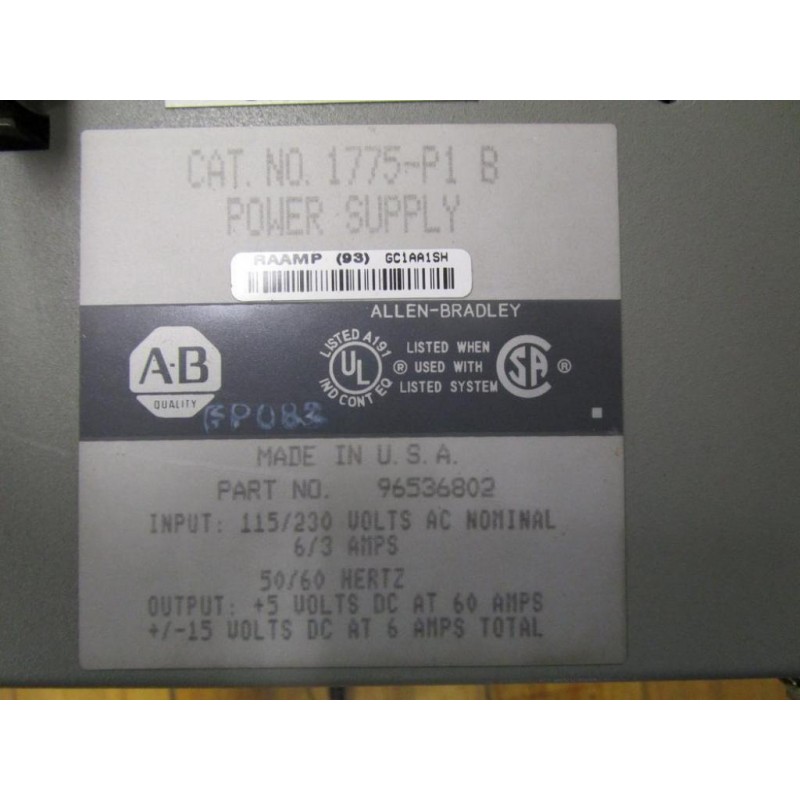 CAT. NO. 1775-P1 B
POWER SUPPLY
RAAMP (93) GC1AA1SH
ALLEN-BRADLEY
A-B
QUALITY
LISTED A191
UL
IND CONT EQ
®
LISTED WHEN
USED WITH
LISTED SYSTEM
SA
®
MADE IN U.S.A.
PART NO. 96536802
INPUT: 115/230 VOLTS AC NOMINAL
6/3 AMPS
50/60 HERTZ
OUTPUT: +5 VOLTS DC AT 60 AMPS
+/-15 VOLTS DC AT 6 AMPS TOTAL